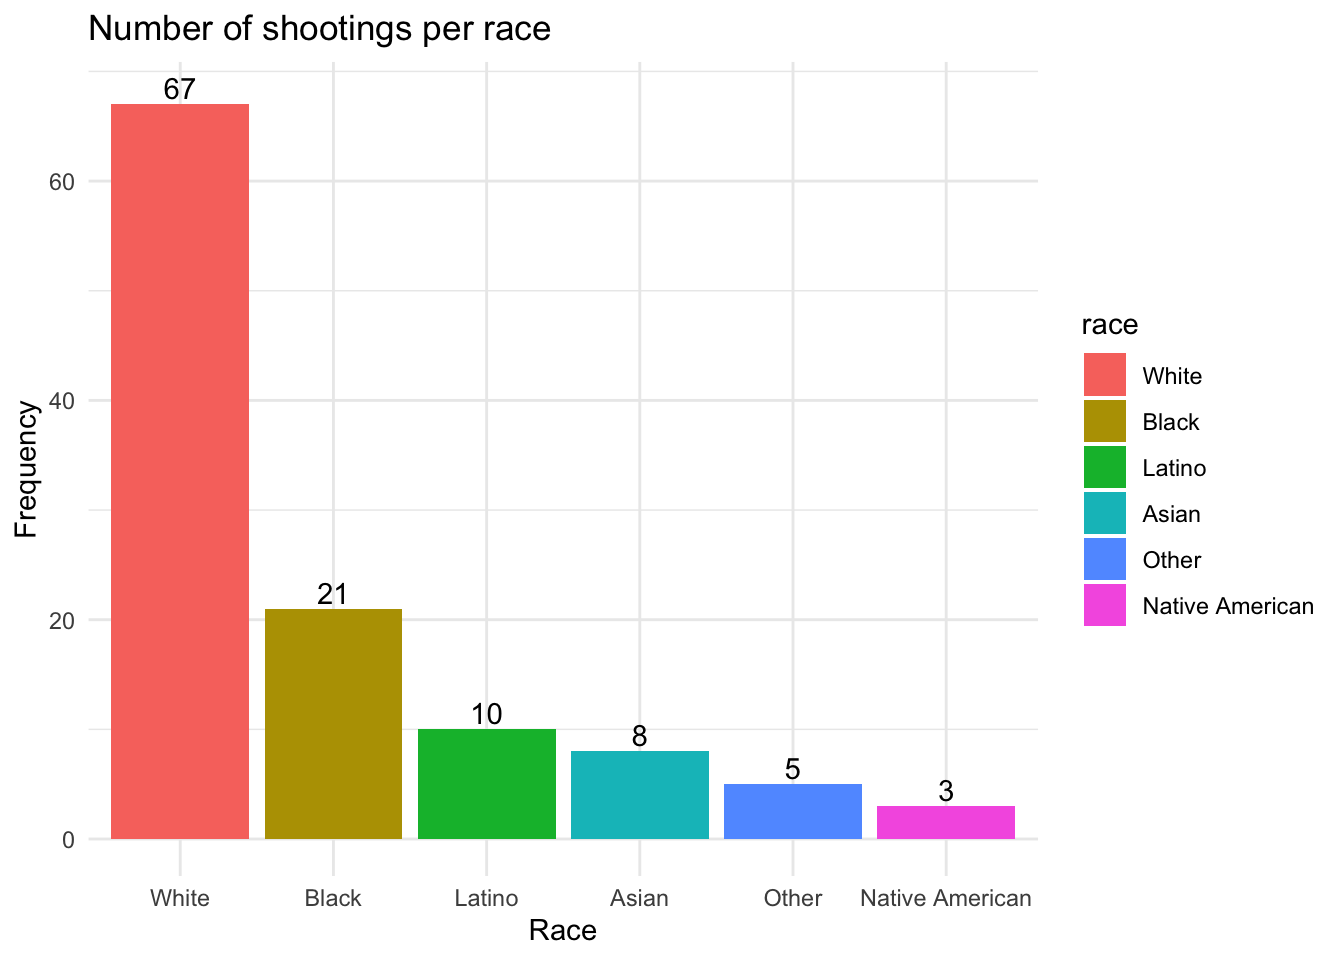 Number of shootings per race
67
21
10
8
5
3
60
40
20
0
Frequency
White
Black
Latino
Asian
Other
Native American
Race
race
White
Black
Latino
Asian
Other
Native American